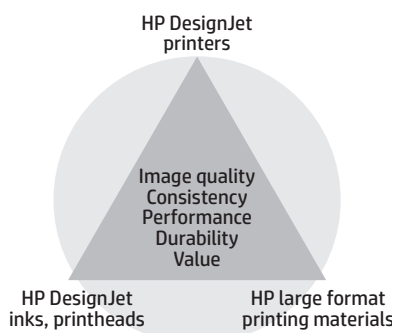 HP DesignJet
printers
Image quality
Consistency
Performance
Durability
Value
HP DesignJet
inks, printheads
HP large format
printing materials